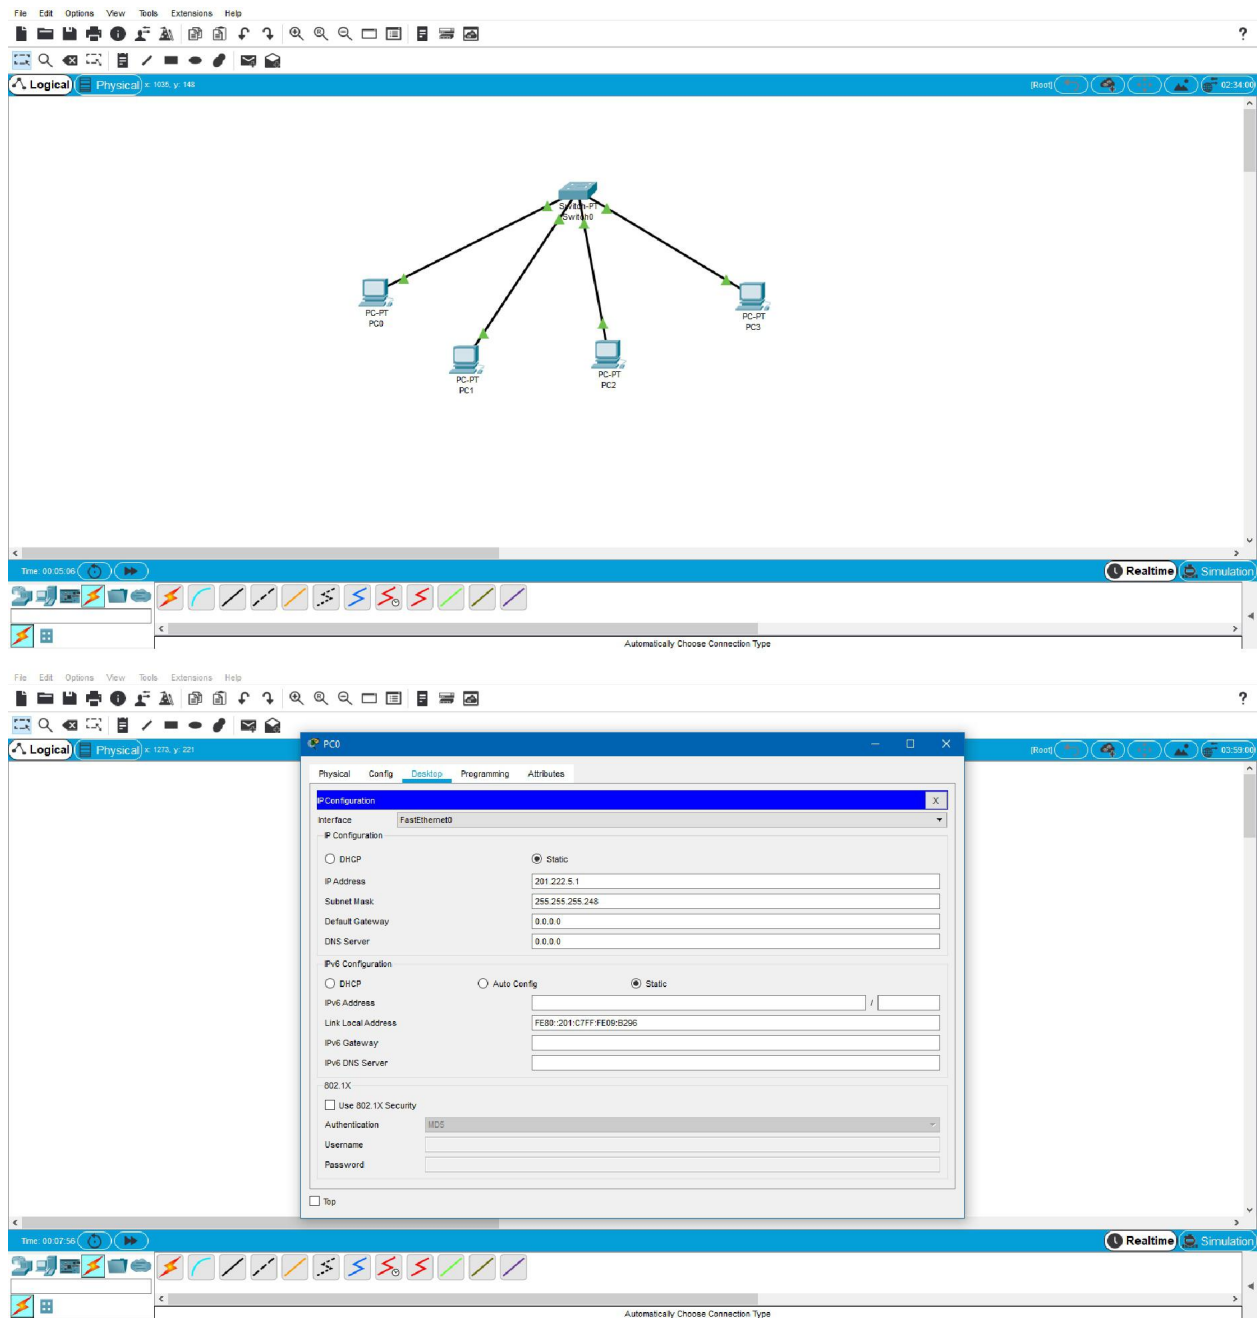 File Edit Options View Tools Extensions Help
?
Logical Physical x: 1035, y: 148 [Root] 02:34:00
Switch-PT
Switch0
PC-PT
PC0
PC-PT
PC3
PC-PT
PC1
PC-PT
PC2
Time: 00:05:06 Realtime Simulation
Automatically Choose Connection Type
File Edit Options View Tools Extensions Help
?
Logical Physical x: 1273, y: 221 [Root] 03:59:00
PC0
Physical Config Desktop Programming Attributes
IP Configuration X
Interface FastEthernet0
IP Configuration
DHCP Static
IP Address 201.222.5.1
Subnet Mask 255.255.255.248
Default Gateway 0.0.0.0
DNS Server 0.0.0.0
IPv6 Configuration
DHCP Auto Config Static
IPv6 Address /
Link Local Address FE80::201:C7FF:FE09:B296
IPv6 Gateway
IPv6 DNS Server
802.1X
Use 802.1X Security
Authentication MD5
Username
Password
Top
Time: 00:07:56 Realtime Simulation
Automatically Choose Connection Type